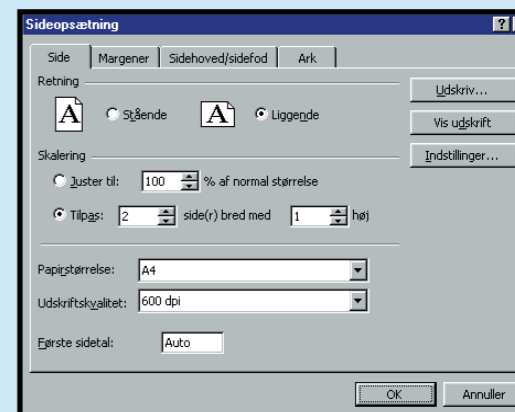 Sideopsætning ?
Side Margener Sidehoved/sidefod Ark
Retning
A Stående A Liggende
Udskriv...
Vis udskrift
Indstillinger...
Skalering
Juster til: 100 % af normal størrelse
Tilpas: 2 side(r) bred med 1 høj
Papirstørrelse: A4
Udskriftskvalitet: 600 dpi
Første sidetal: Auto
OK Annuller